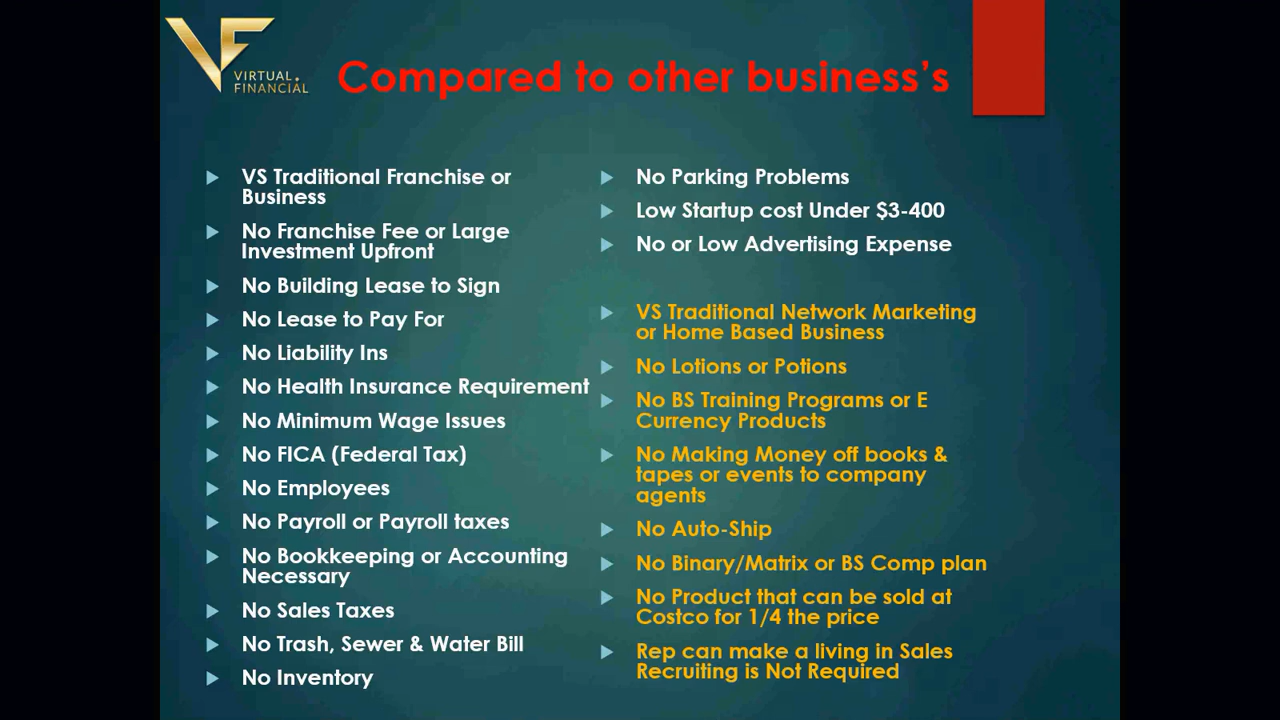 VIRTUAL
FINANCIAL
Compared to other business's
VS Traditional Franchise or
Business
No Franchise Fee or Large
Investment Upfront
No Building Lease to Sign
No Lease to Pay For
No Liability Ins
No Health Insurance Requirement
No Minimum Wage Issues
No FICA (Federal Tax)
No Employees
No Payroll or Payroll taxes
No Bookkeeping or Accounting
Necessary
No Sales Taxes
No Trash, Sewer & Water Bill
No Inventory
No Parking Problems
Low Startup cost Under $3-400
No or Low Advertising Expense
VS Traditional Network Marketing
or Home Based Business
No Lotions or Potions
No BS Training Programs or E
Currency Products
No Making Money off books &
tapes or events to company
agents
No Auto-Ship
No Binary/Matrix or BS Comp plan
No Product that can be sold at
Costco for 1/4 the price
Rep can make a living in Sales
Recruiting is Not Required